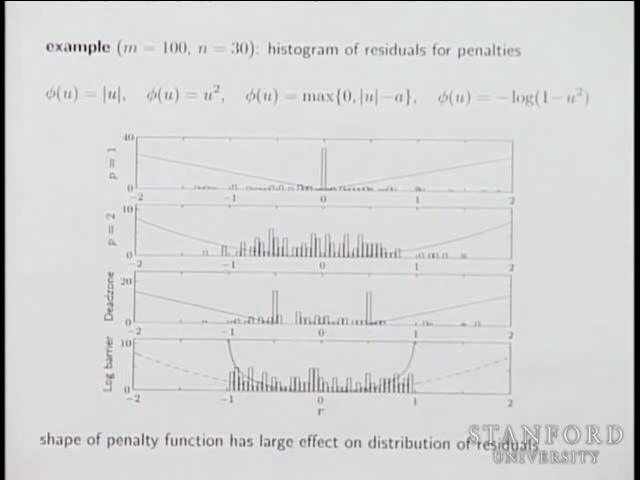 example (m = 100, n = 30): histogram of residuals for penalties
ϕ(u) = |u|, ϕ(u) = u², ϕ(u) = max{0, |u|−a}, ϕ(u) = −log(1−u²)
40
p = 1
0
−2 −1 0 1 2
10
p = 2
0
−2 −1 0 1 2
20
Deadzone
0
−2 −1 0 1 2
10
Log barrier
0
−2 −1 0 1 2
r
shape of penalty function has large effect on distribution of residuals
STANFORD
UNIVERSITY